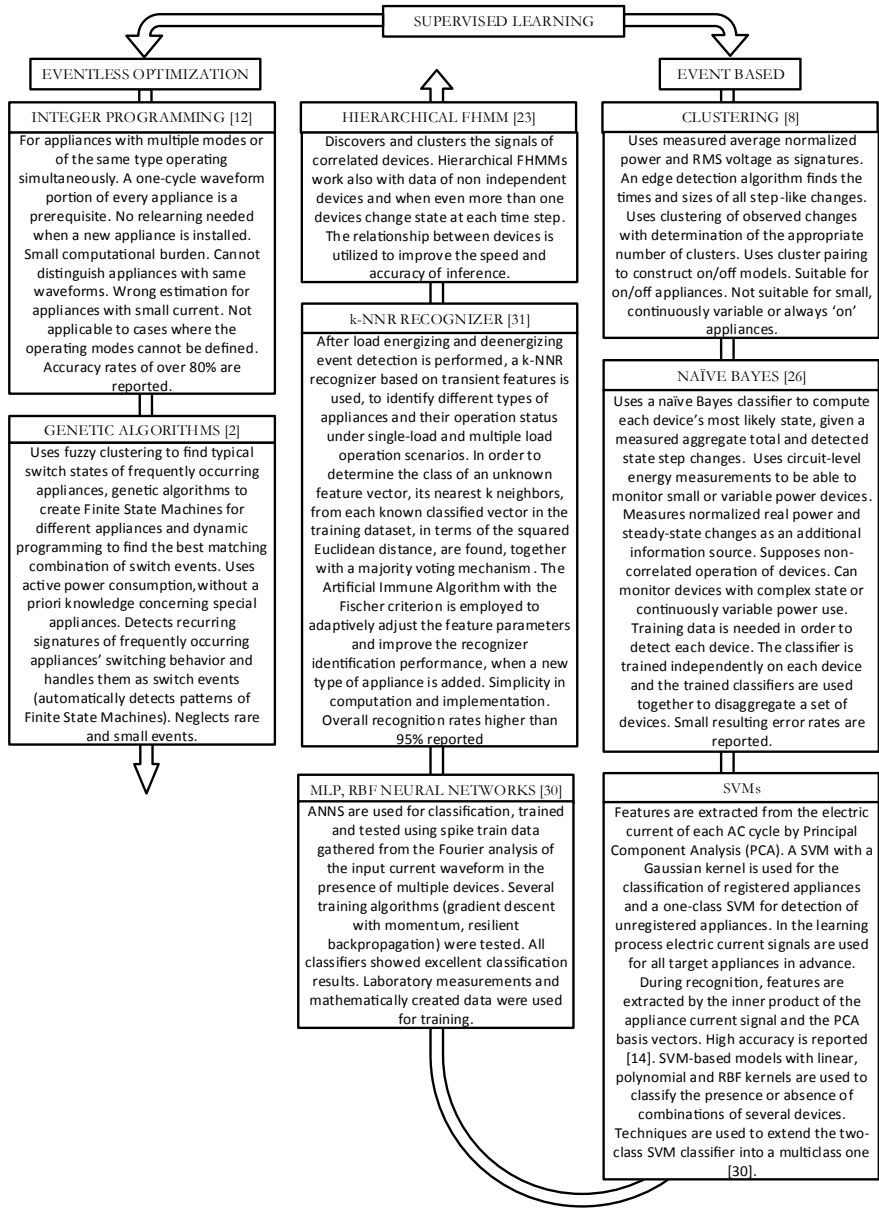 SUPERVISED LEARNING
EVENTLESS OPTIMIZATION
EVENT BASED
INTEGER PROGRAMMING [12]
For appliances with multiple modes or
of the same type operating
simultaneously. A one-cycle waveform
portion of every appliance is a
prerequisite. No relearning needed
when a new appliance is installed.
Small computational burden. Cannot
distinguish appliances with same
waveforms. Wrong estimation for
appliances with small current. Not
applicable to cases where the
operating modes cannot be defined.
Accuracy rates of over 80% are
reported.
GENETIC ALGORITHMS [2]
Uses fuzzy clustering to find typical
switch states of frequently occurring
appliances, genetic algorithms to
create Finite State Machines for
different appliances and dynamic
programming to find the best matching
combination of switch events. Uses
active power consumption, without a
priori knowledge concerning special
appliances. Detects recurring
signatures of frequently occurring
appliances’ switching behavior and
handles them as switch events
(automatically detects patterns of
Finite State Machines). Neglects rare
and small events.
HIERARCHICAL FHMM [23]
Discovers and clusters the signals of
correlated devices. Hierarchical FHMMs
work also with data of non independent
devices and when even more than one
devices change state at each time step.
The relationship between devices is
utilized to improve the speed and
accuracy of inference.
k-NNR RECOGNIZER [31]
After load energizing and deenergizing
event detection is performed, a k-NNR
recognizer based on transient features is
used, to identify different types of
appliances and their operation status
under single-load and multiple load
operation scenarios. In order to
determine the class of an unknown
feature vector, its nearest k neighbors,
from each known classified vector in the
training dataset, in terms of the squared
Euclidean distance, are found, together
with a majority voting mechanism . The
Artificial Immune Algorithm with the
Fischer criterion is employed to
adaptively adjust the feature parameters
and improve the recognizer
identification performance, when a new
type of appliance is added. Simplicity in
computation and implementation.
Overall recognition rates higher than
95% reported
MLP, RBF NEURAL NETWORKS [30]
ANNS are used for classification, trained
and tested using spike train data
gathered from the Fourier analysis of
the input current waveform in the
presence of multiple devices. Several
training algorithms (gradient descent
with momentum, resilient
backpropagation) were tested. All
classifiers showed excellent classification
results. Laboratory measurements and
mathematically created data were used
for training.
CLUSTERING [8]
Uses measured average normalized
power and RMS voltage as signatures.
An edge detection algorithm finds the
times and sizes of all step-like changes.
Uses clustering of observed changes
with determination of the appropriate
number of clusters. Uses cluster pairing
to construct on/off models. Suitable for
on/off appliances. Not suitable for small,
continuously variable or always ‘on’
appliances.
NAÏVE BAYES [26]
Uses a naïve Bayes classifier to compute
each device’s most likely state, given a
measured aggregate total and detected
state step changes. Uses circuit-level
energy measurements to be able to
monitor small or variable power devices.
Measures normalized real power and
steady-state changes as an additional
information source. Supposes non-
correlated operation of devices. Can
monitor devices with complex state or
continuously variable power use.
Training data is needed in order to
detect each device. The classifier is
trained independently on each device
and the trained classifiers are used
together to disaggregate a set of
devices. Small resulting error rates are
reported.
SVMs
Features are extracted from the electric
current of each AC cycle by Principal
Component Analysis (PCA). A SVM with a
Gaussian kernel is used for the
classification of registered appliances
and a one-class SVM for detection of
unregistered appliances. In the learning
process electric current signals are used
for all target appliances in advance.
During recognition, features are
extracted by the inner product of the
appliance current signal and the PCA
basis vectors. High accuracy is reported
[14]. SVM-based models with linear,
polynomial and RBF kernels are used to
classify the presence or absence of
combinations of several devices.
Techniques are used to extend the two-
class SVM classifier into a multiclass one
[30].